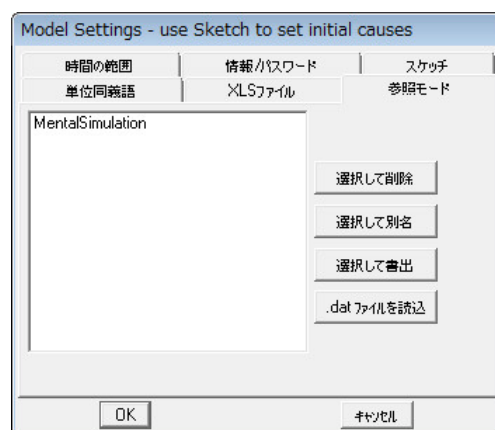 Model Settings - use Sketch to set initial causes
時間の範囲 情報/パスワード スケッチ
単位同義語 XLSファイル 参照モード
MentalSimulation
選択して削除
選択して別名
選択して書出
.dat ファイルを読込
OK キャンセル